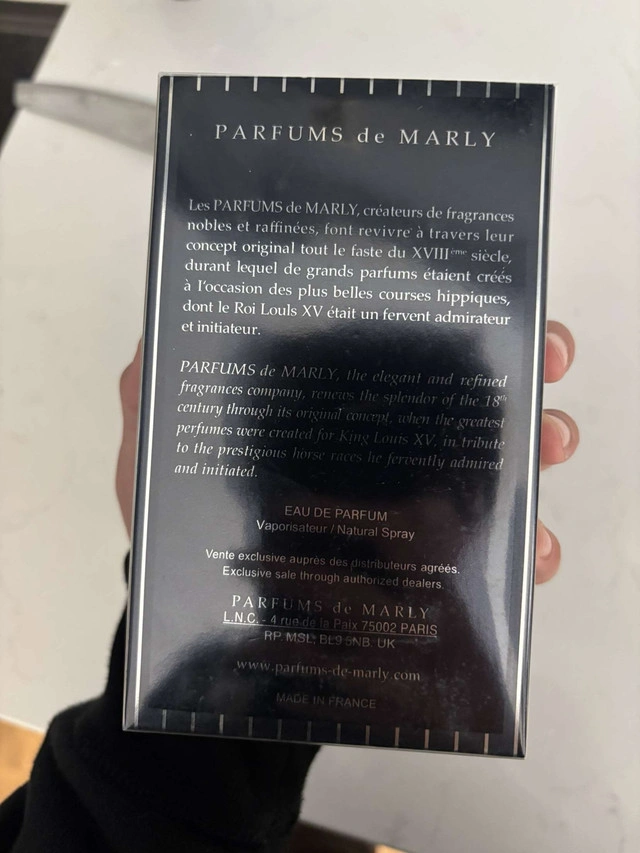 PARFUMS de MARLY
Les PARFUMS de MARLY, créateurs de fragrances
nobles et raffinées, font revivre à travers leur
concept original tout le faste du XVIIIème siècle,
durant lequel de grands parfums étaient créés
à l'occasion des plus belles courses hippiques,
dont le Roi Louis XV était un fervent admirateur
et initiateur.
PARFUMS de MARLY, the elegant and refined
fragrances company, renews the splendor of the 18th
century through its original concept, when the greatest
perfumes were created for King Louis XV, in tribute
to the prestigious horse races he fervently admired
and initiated.
EAU DE PARFUM
Vaporisateur / Natural Spray
Vente exclusive auprès des distributeurs agréés.
Exclusive sale through authorized dealers.
PARFUMS de MARLY
L.N.C. - 4 rue de la Paix 75002 PARIS
RP. MSL, BL9 5NB. UK
www.parfums-de-marly.com
MADE IN FRANCE